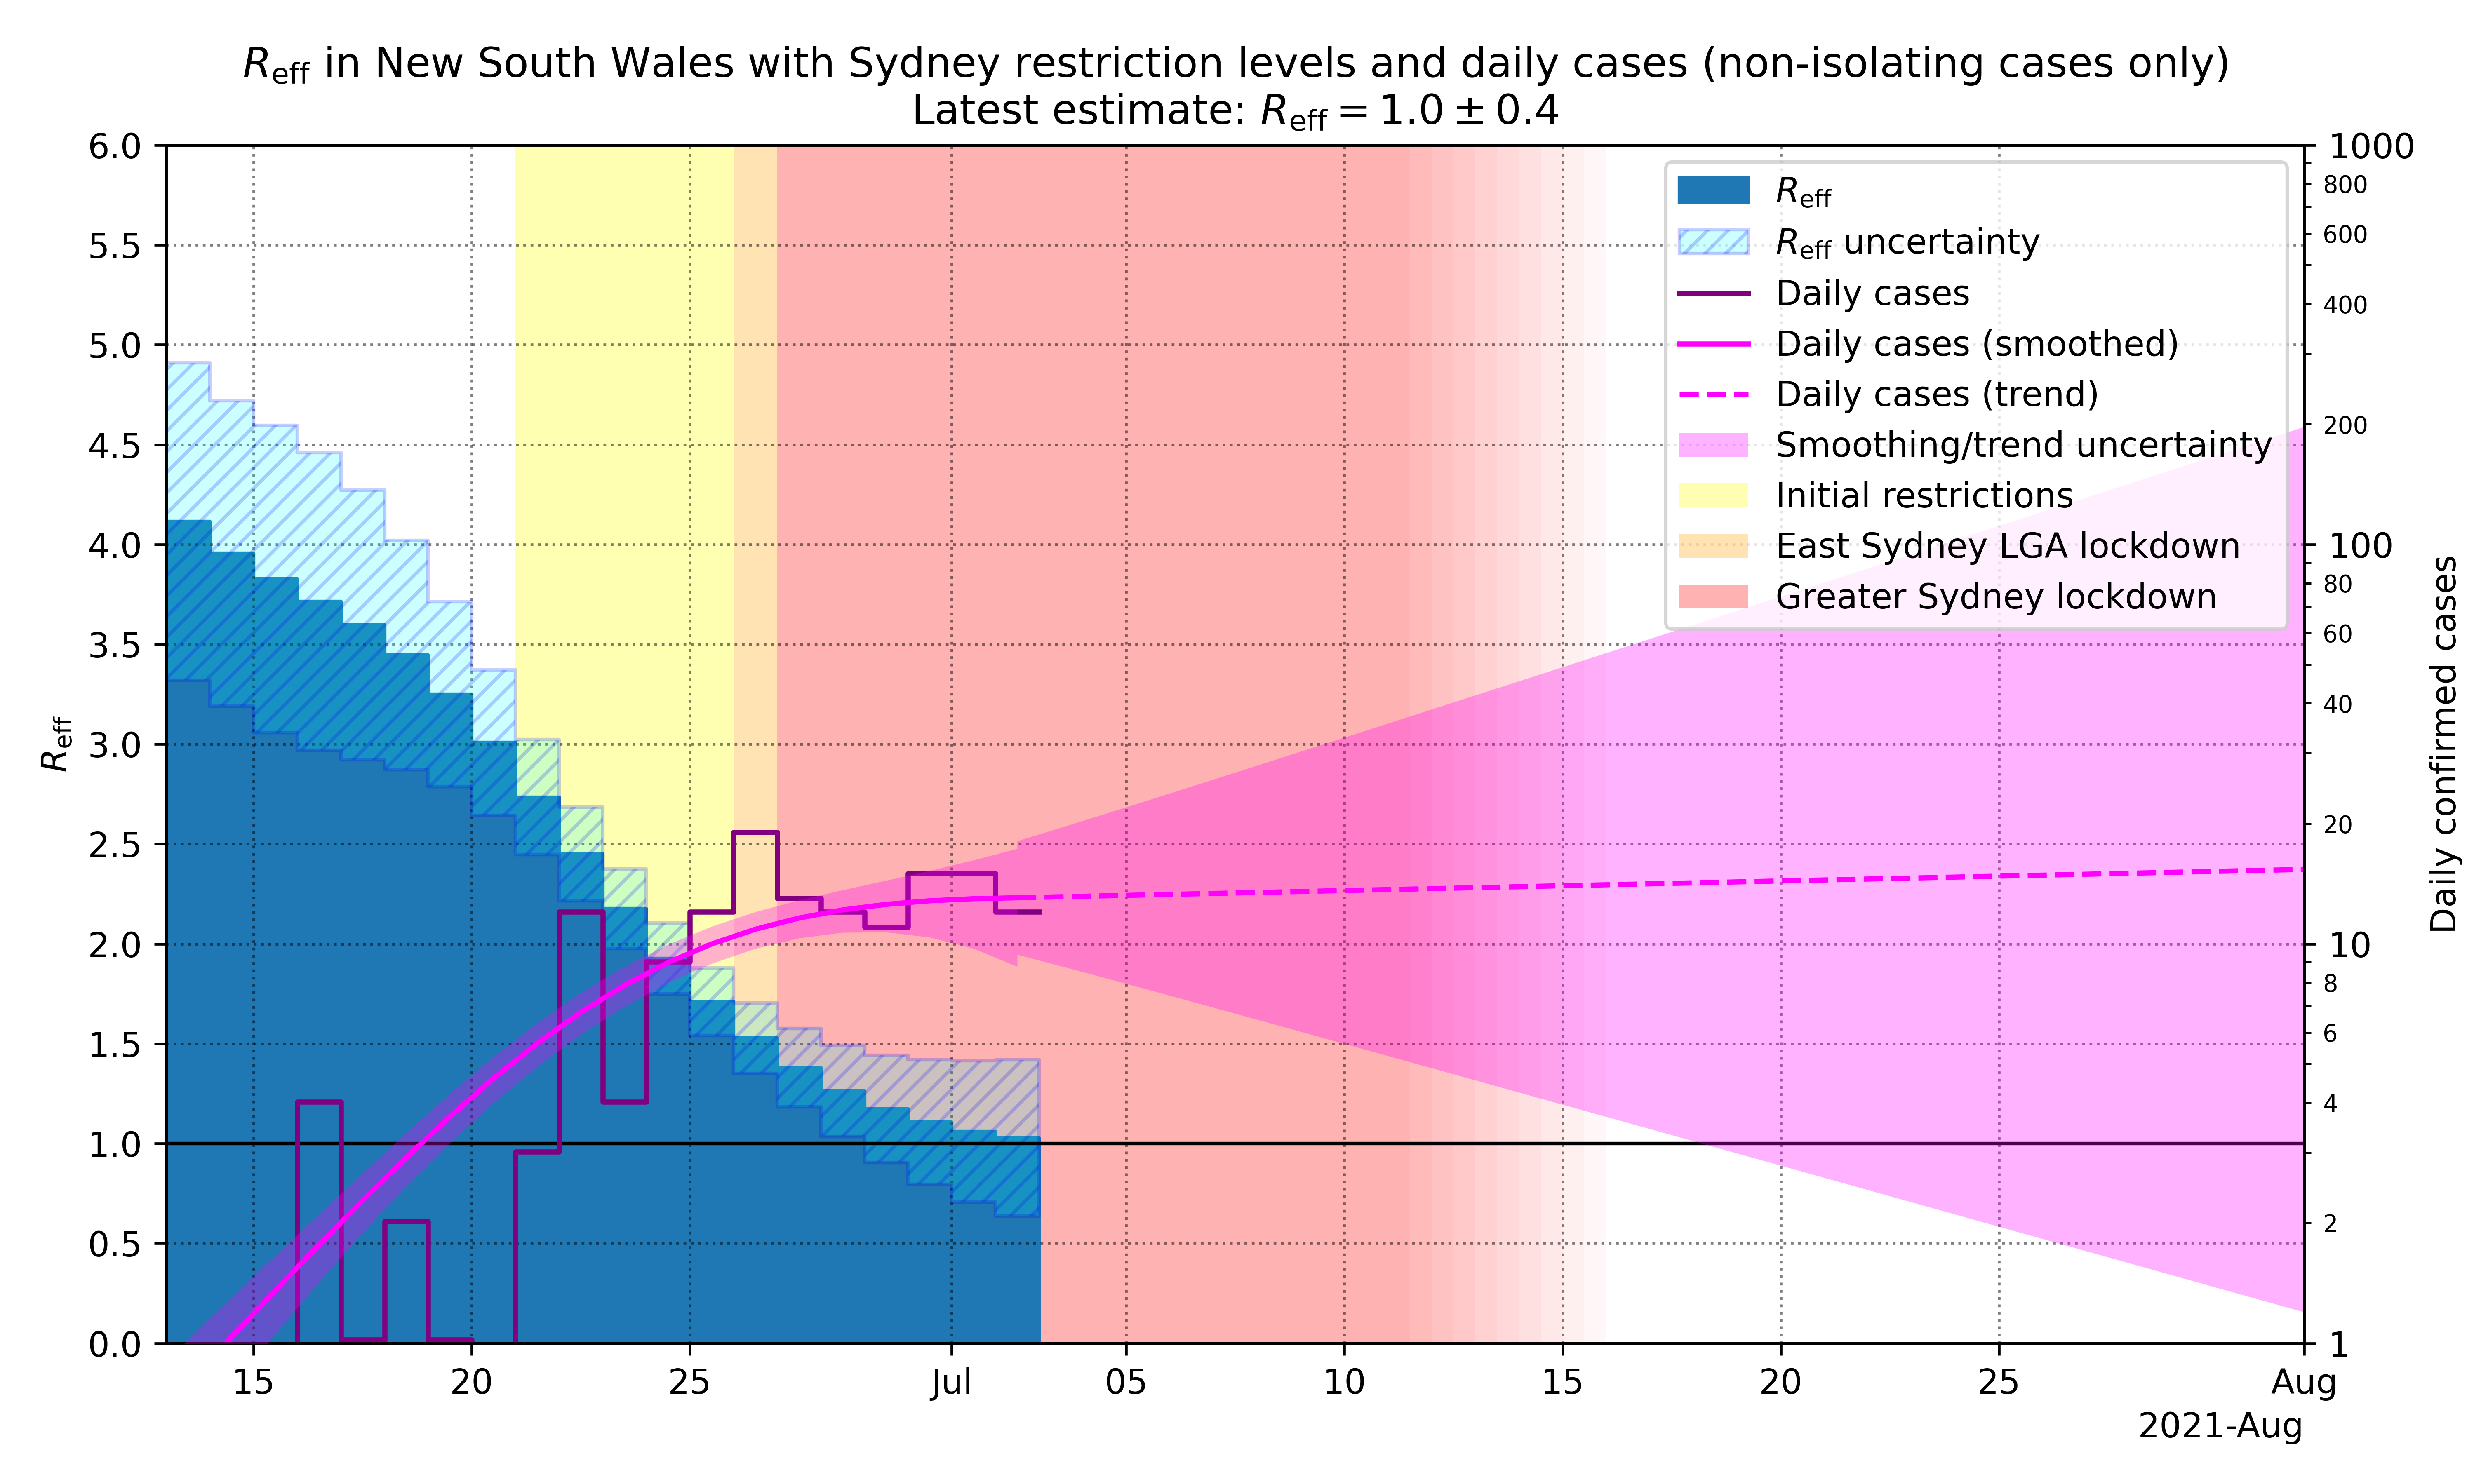 Reff in New South Wales with Sydney restriction levels and daily cases (non-isolating cases only)
Latest estimate: Reff = 1.0 ± 0.4
6.0
5.5
5.0
4.5
4.0
3.5
3.0
2.5
2.0
1.5
1.0
0.5
0.0
Reff
Reff
Reff uncertainty
Daily cases
Daily cases (smoothed)
Daily cases (trend)
Smoothing/trend uncertainty
Initial restrictions
East Sydney LGA lockdown
Greater Sydney lockdown
1000
800
600
400
200
100
80
60
40
20
10
8
6
4
2
1
Daily confirmed cases
15 20 25 Jul 05 10 15 20 25 Aug
2021-Aug